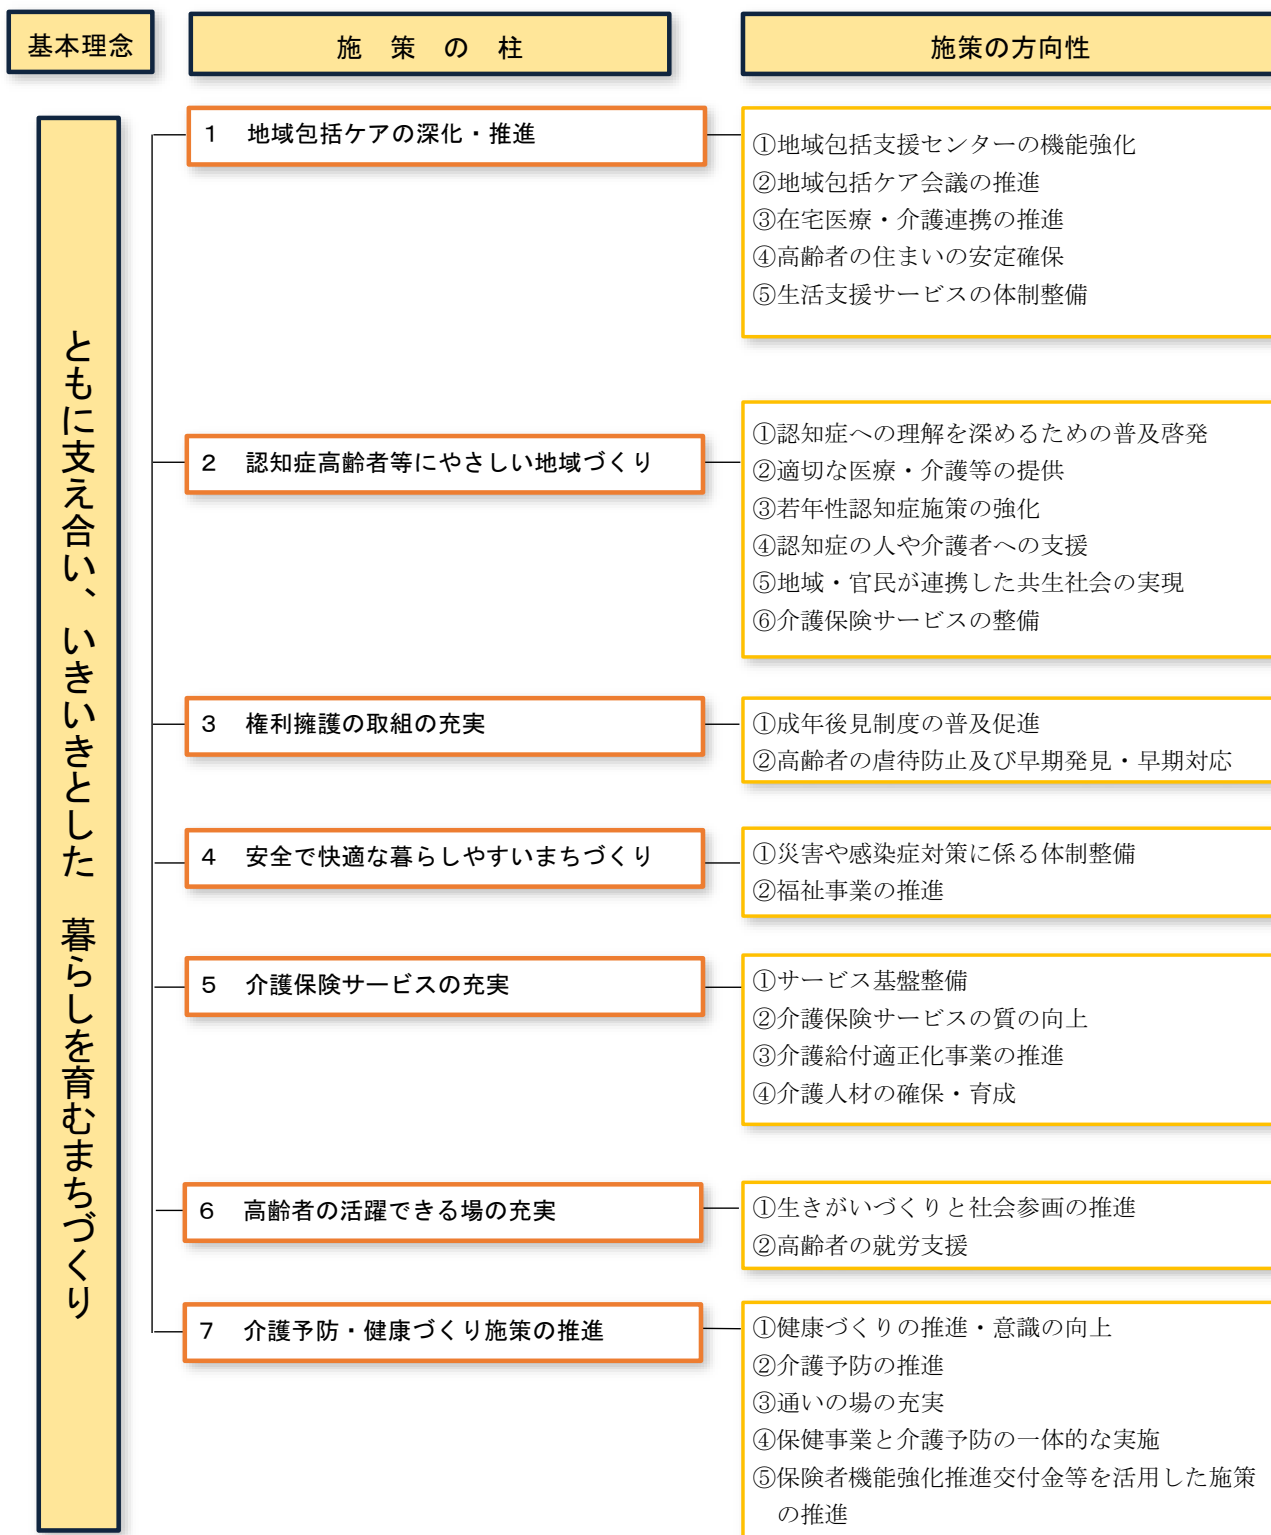 基本理念
施　策　の　柱
施策の方向性
ともに支え合い、いきいきとした　暮らしを育むまちづくり
１　地域包括ケアの深化・推進
①地域包括支援センターの機能強化
②地域包括ケア会議の推進
③在宅医療・介護連携の推進
④高齢者の住まいの安定確保
⑤生活支援サービスの体制整備
２　認知症高齢者等にやさしい地域づくり
①認知症への理解を深めるための普及啓発
②適切な医療・介護等の提供
③若年性認知症施策の強化
④認知症の人や介護者への支援
⑤地域・官民が連携した共生社会の実現
⑥介護保険サービスの整備
３　権利擁護の取組の充実
①成年後見制度の普及促進
②高齢者の虐待防止及び早期発見・早期対応
４　安全で快適な暮らしやすいまちづくり
①災害や感染症対策に係る体制整備
②福祉事業の推進
５　介護保険サービスの充実
①サービス基盤整備
②介護保険サービスの質の向上
③介護給付適正化事業の推進
④介護人材の確保・育成
６　高齢者の活躍できる場の充実
①生きがいづくりと社会参画の推進
②高齢者の就労支援
７　介護予防・健康づくり施策の推進
①健康づくりの推進・意識の向上
②介護予防の推進
③通いの場の充実
④保健事業と介護予防の一体的な実施
⑤保険者機能強化推進交付金等を活用した施策
の推進